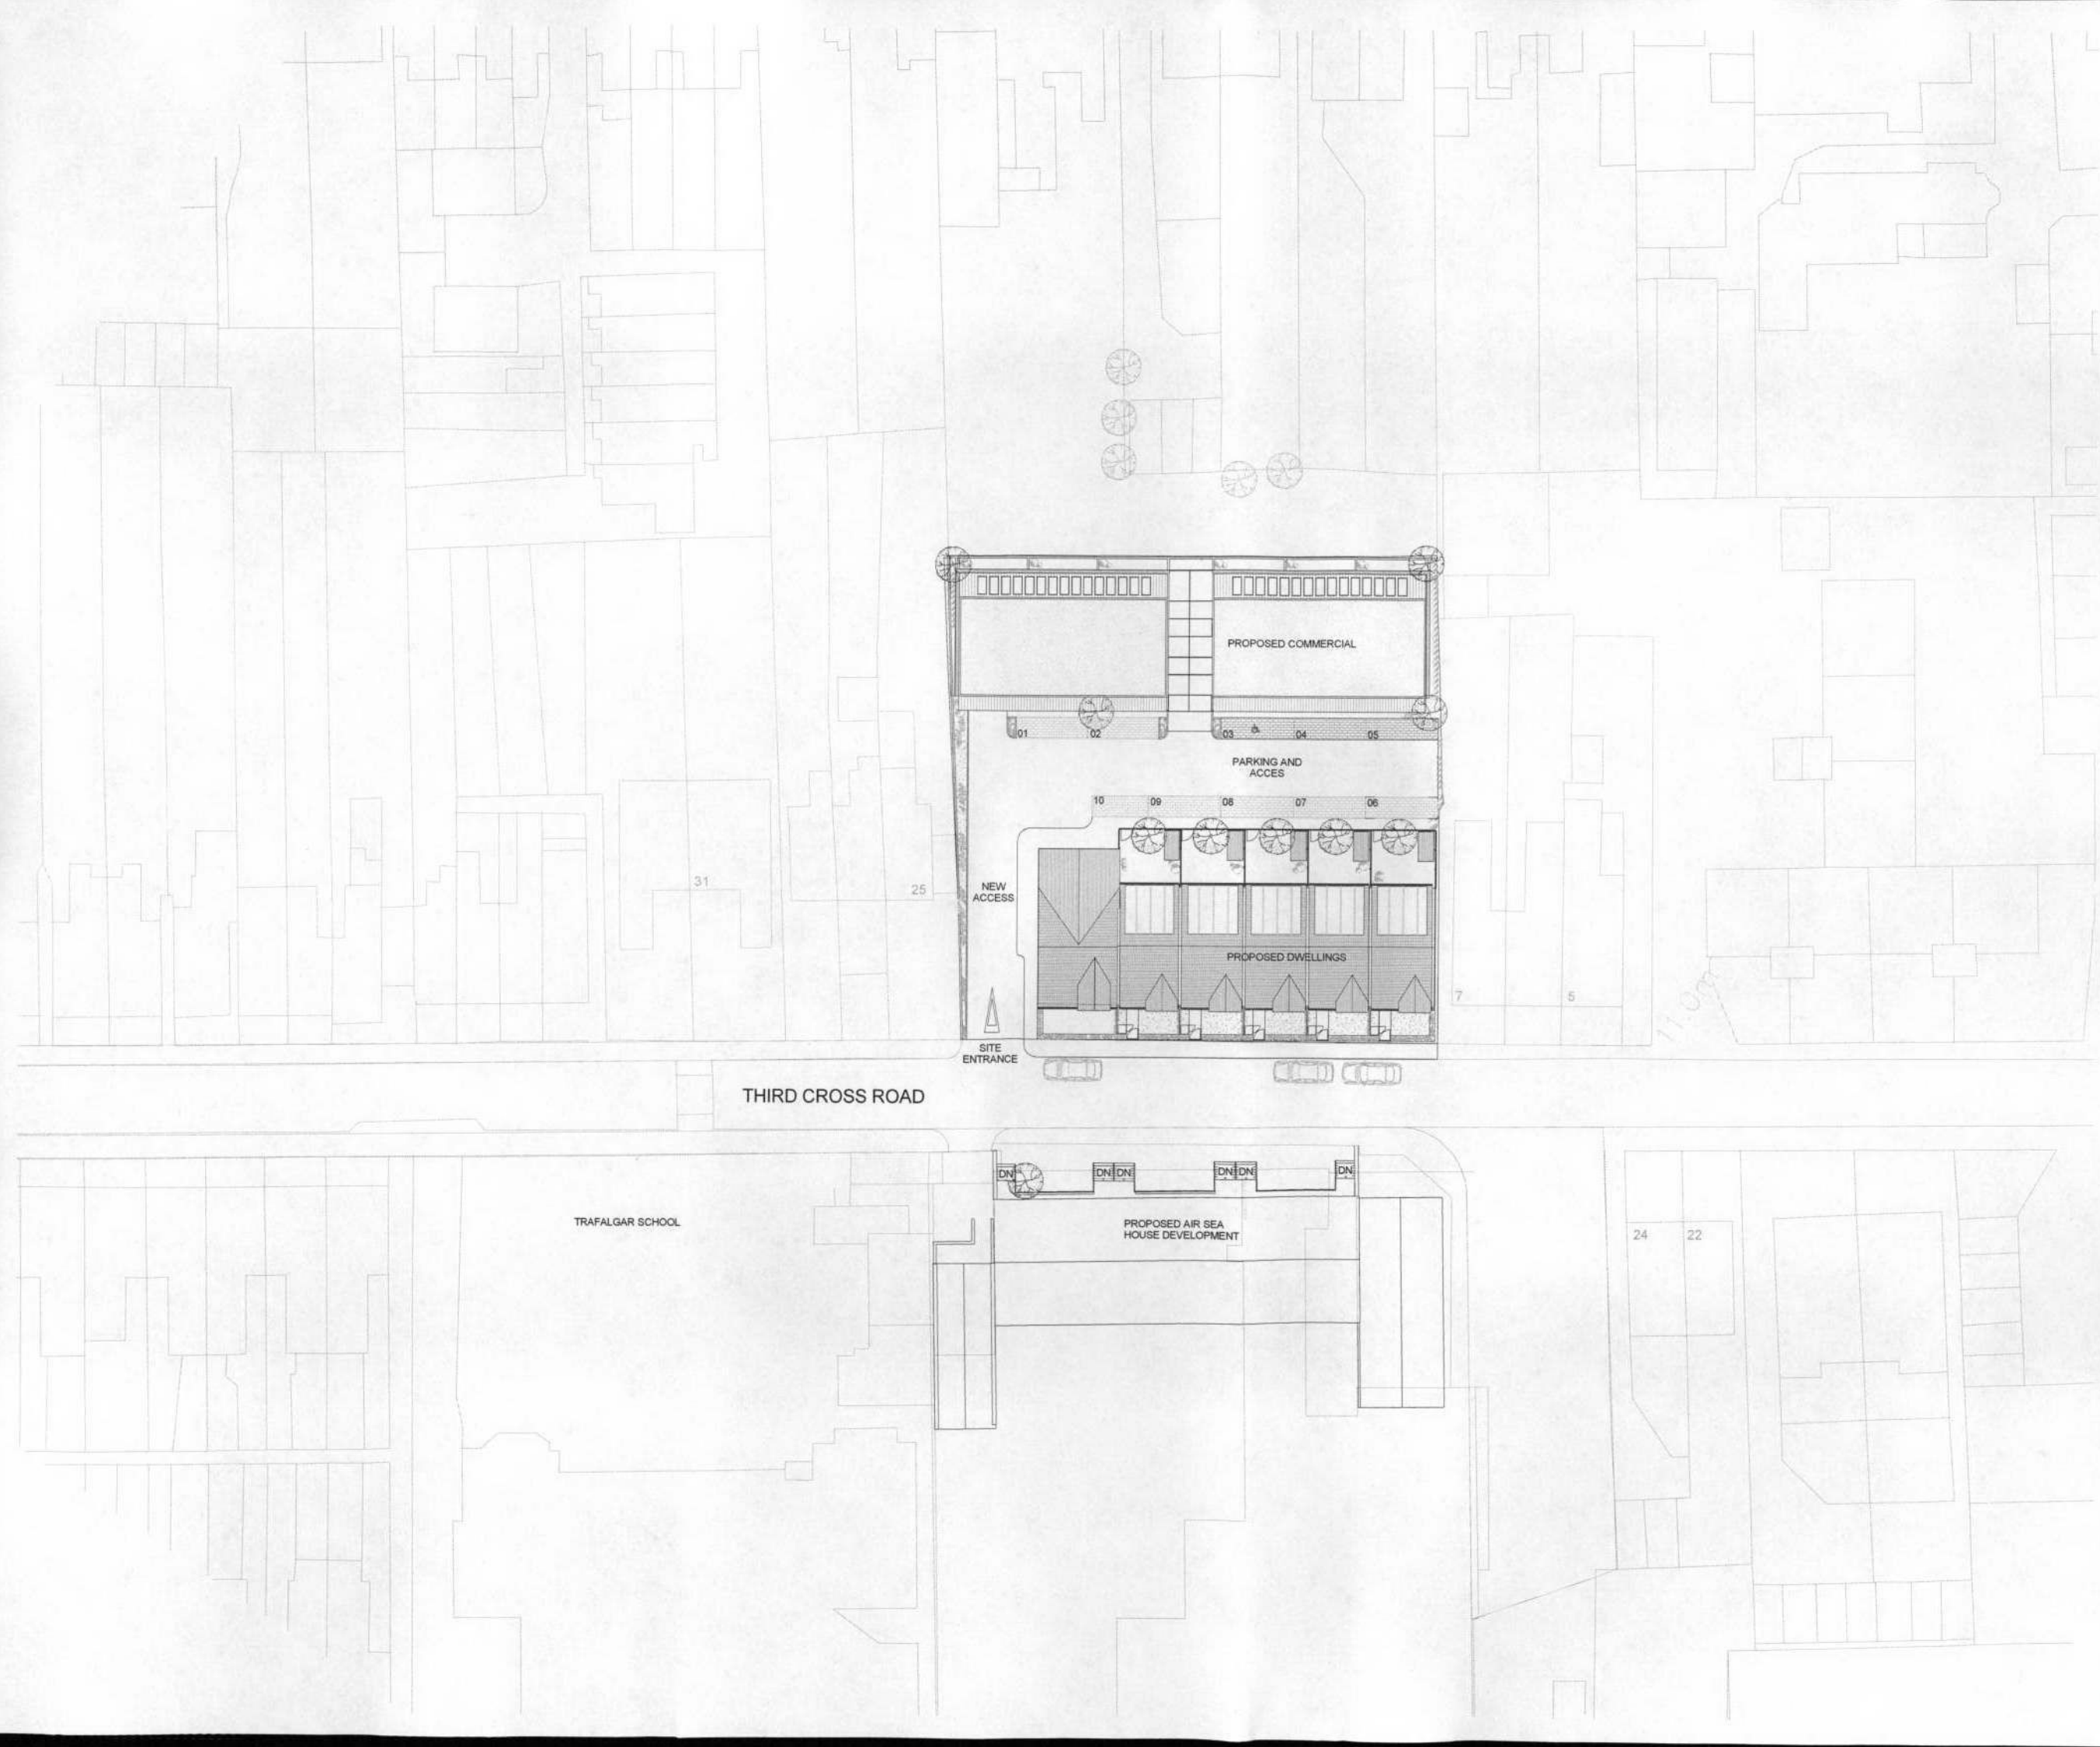 PROPOSED COMMERCIAL
01
02
03
04
05
PARKING AND
ACCES
10
09
08
07
06
31
25
NEW
ACCESS
PROPOSED DWELLINGS
7
5
SITE
ENTRANCE
THIRD CROSS ROAD
DN
DN
DN
DN
DN
DN
TRAFALGAR SCHOOL
PROPOSED AIR SEA
HOUSE DEVELOPMENT
24
22